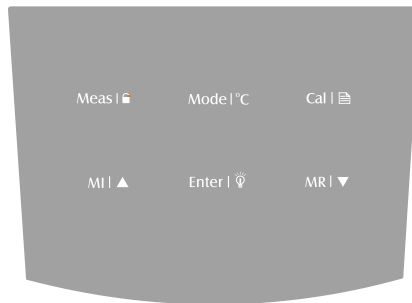 Meas | Mode | °C Cal |
MI | ▲ Enter | MR | ▼